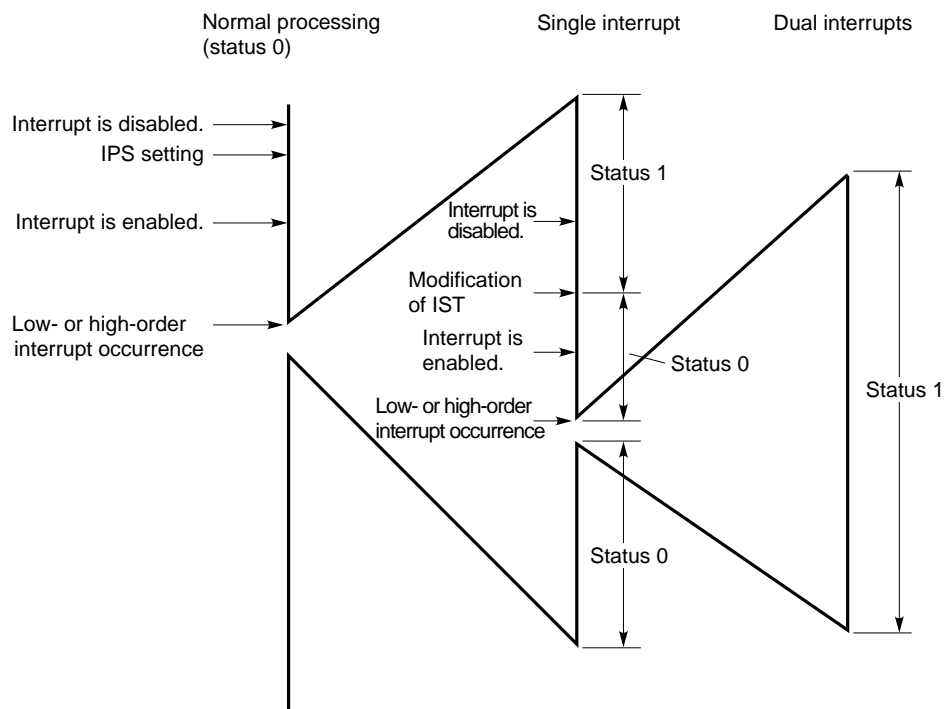 Normal processing
(status 0)
Single interrupt
Dual interrupts
Interrupt is disabled.
IPS setting
Interrupt is enabled.
Low- or high-order
interrupt occurrence
Status 1
Interrupt is
disabled.
Modification
of IST
Interrupt is
enabled.
Status 0
Low- or high-order
interrupt occurrence
Status 0
Status 1